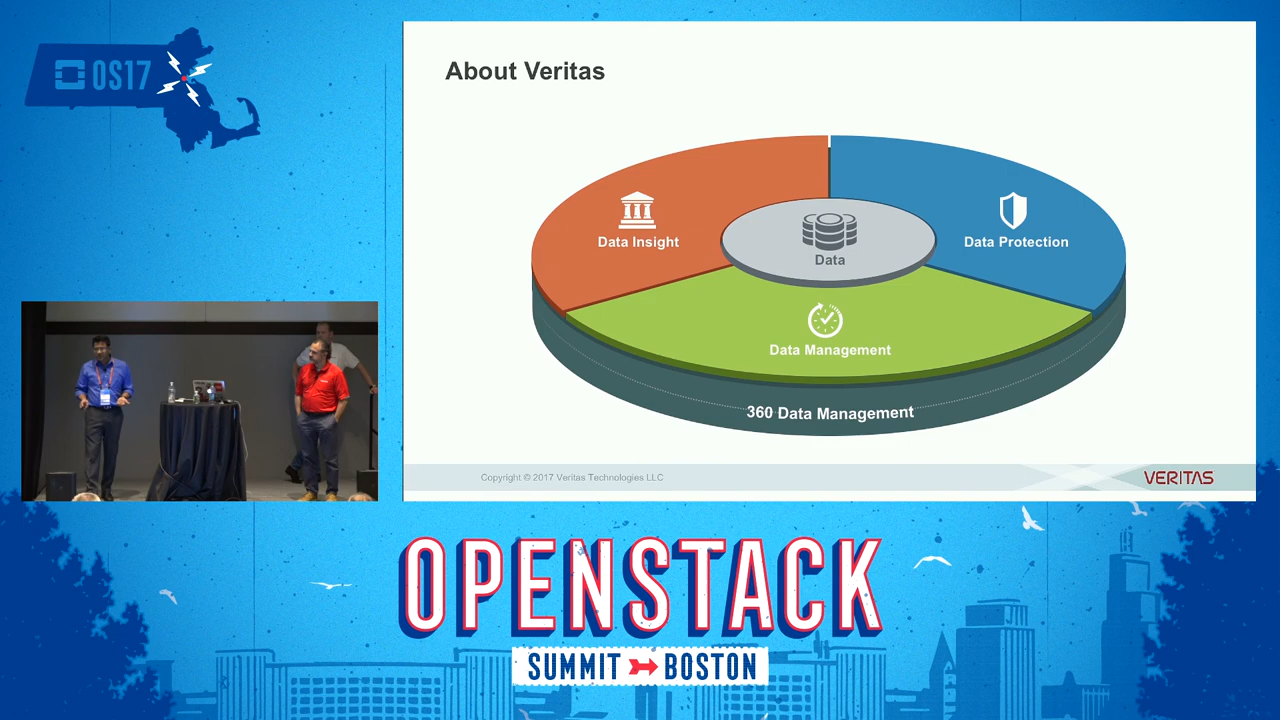 OS17
About Veritas
Data Insight
Data Protection
Data
Data Management
360 Data Management
Copyright © 2017 Veritas Technologies LLC
VERITAS
OPENSTACK
SUMMIT BOSTON